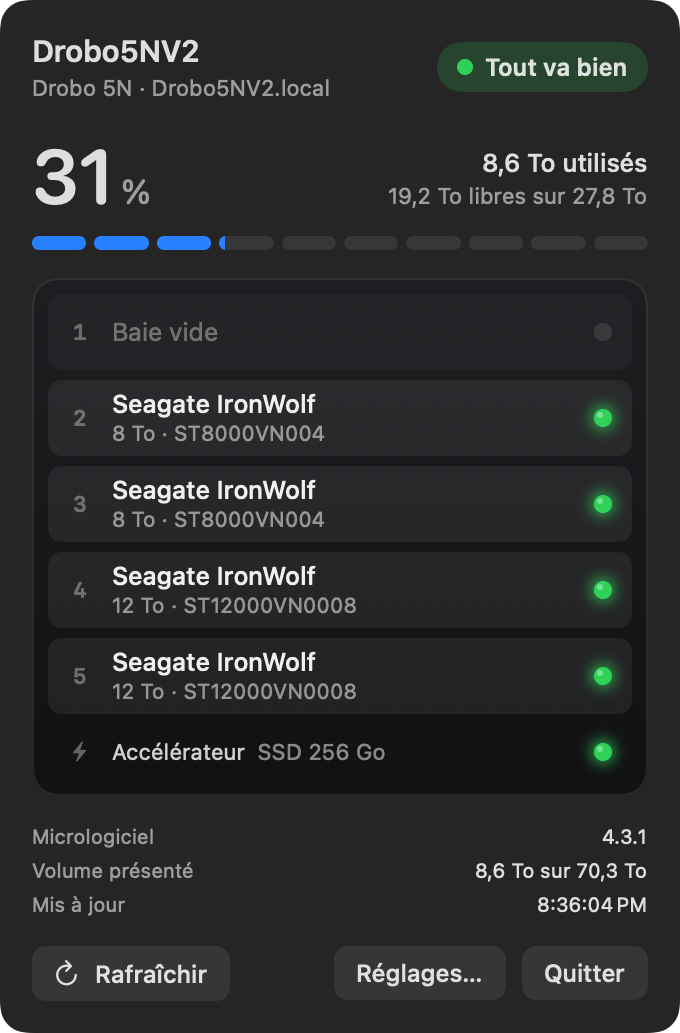 Drobo5NV2
Drobo 5N · Drobo5NV2.local
Tout va bien
31 %
8,6 To utilisés
19,2 To libres sur 27,8 To
1 Baie vide
2 Seagate IronWolf
8 To · ST8000VN004
3 Seagate IronWolf
8 To · ST8000VN004
4 Seagate IronWolf
12 To · ST12000VN0008
5 Seagate IronWolf
12 To · ST12000VN0008
Accélérateur SSD 256 Go
Micrologiciel 4.3.1
Volume présenté 8,6 To sur 70,3 To
Mis à jour 8:36:04 PM
Rafraîchir Réglages... Quitter